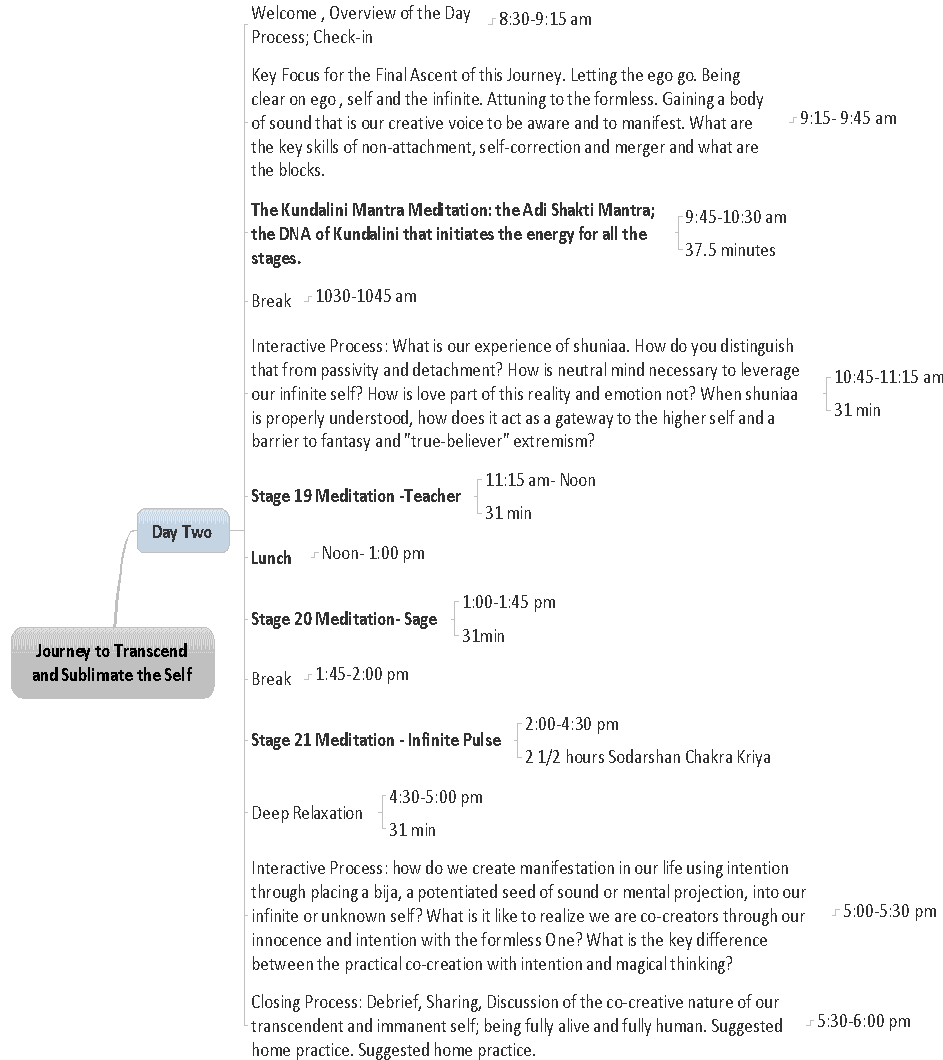 Welcome , Overview of the Day
Process; Check-in
8:30-9:15 am
Key Focus for the Final Ascent of this Journey. Letting the ego go. Being
clear on ego , self and the infinite. Attuning to the formless. Gaining a body
of sound that is our creative voice to be aware and to manifest. What are
the key skills of non-attachment, self-correction and merger and what are
the blocks.
9:15- 9:45 am
The Kundalini Mantra Meditation: the Adi Shakti Mantra;
the DNA of Kundalini that initiates the energy for all the
stages.
9:45-10:30 am
37.5 minutes
Break
1030-1045 am
Interactive Process: What is our experience of shuniaa. How do you distinguish
that from passivity and detachment? How is neutral mind necessary to leverage
our infinite self? How is love part of this reality and emotion not? When shuniaa
is properly understood, how does it act as a gateway to the higher self and a
barrier to fantasy and "true-believer" extremism?
10:45-11:15 am
31 min
Stage 19 Meditation -Teacher
11:15 am- Noon
31 min
Day Two
Lunch
Noon- 1:00 pm
Stage 20 Meditation- Sage
1:00-1:45 pm
31min
Journey to Transcend
and Sublimate the Self
Break
1:45-2:00 pm
Stage 21 Meditation - Infinite Pulse
2:00-4:30 pm
2 1/2 hours Sodarshan Chakra Kriya
Deep Relaxation
4:30-5:00 pm
31 min
Interactive Process: how do we create manifestation in our life using intention
through placing a bija, a potentiated seed of sound or mental projection, into our
infinite or unknown self? What is it like to realize we are co-creators through our
innocence and intention with the formless One? What is the key difference
between the practical co-creation with intention and magical thinking?
5:00-5:30 pm
Closing Process: Debrief, Sharing, Discussion of the co-creative nature of our
transcendent and immanent self; being fully alive and fully human. Suggested
home practice. Suggested home practice.
5:30-6:00 pm